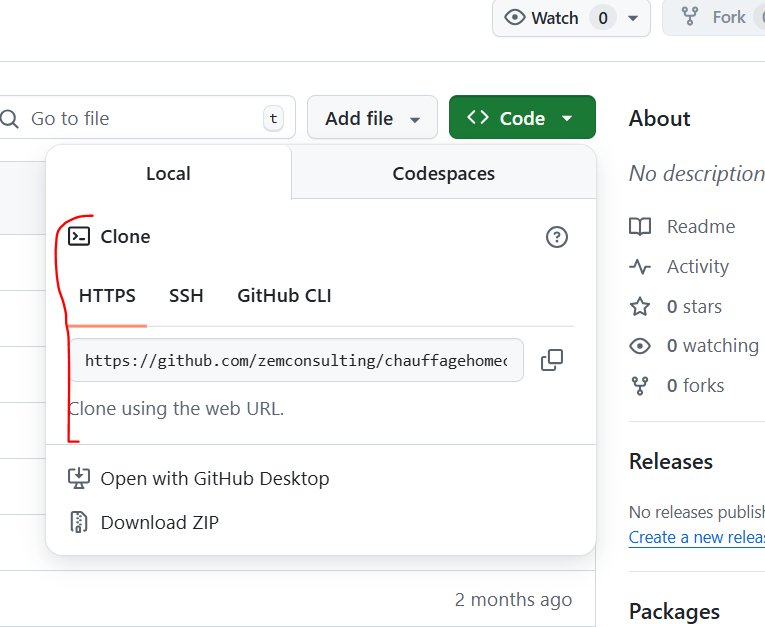 Watch 0
Fork
Go to file t
Add file
Code
About
Local
Codespaces
No description
Clone
Readme
HTTPS
SSH
GitHub CLI
Activity
0 stars
https://github.com/zemconsulting/chauffagehome
0 watching
Clone using the web URL.
0 forks
Open with GitHub Desktop
Releases
Download ZIP
No releases publish
Create a new relea
2 months ago
Packages